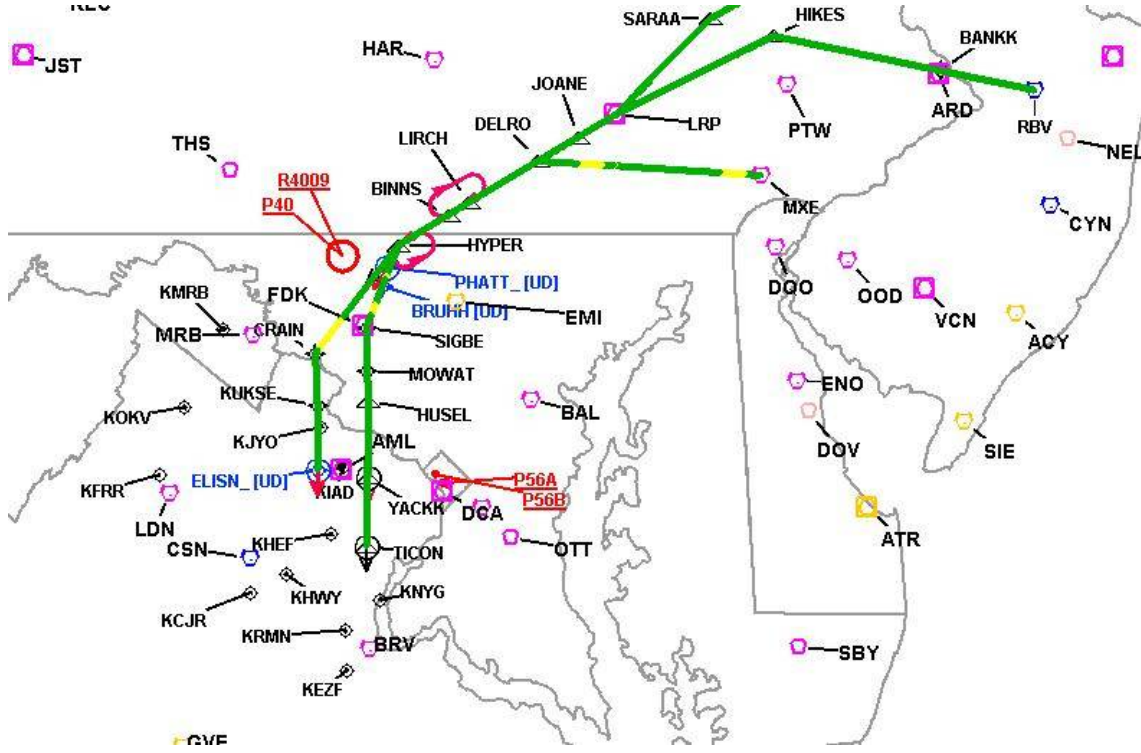 SARAA
HIKES
JST
HAR
BANKK
JOANE
DELRO
LRP
PTW
ARD
RBV
THS
LIRCH
NEL
R4009
P40
BINNS
MXE
CYN
HYPER
DQO
OOD
VCN
KMRB
FDK
PHATT_ [UD]
BRUHH [UD]
EMI
MRB
CRAIN
SIGBE
ACY
MOWAT
KUKSE
HUSEL
BAL
ENO
KOKV
KJYO
AML
DOV
SIE
KFRR
ELISN_ [UD]
KIAD
P56A
P56B
LDN
YACKK
DCA
CSN
KHEF
TICON
OTT
ATR
KCJR
KHWY
KNYG
KRMN
BRV
SBY
KEZF